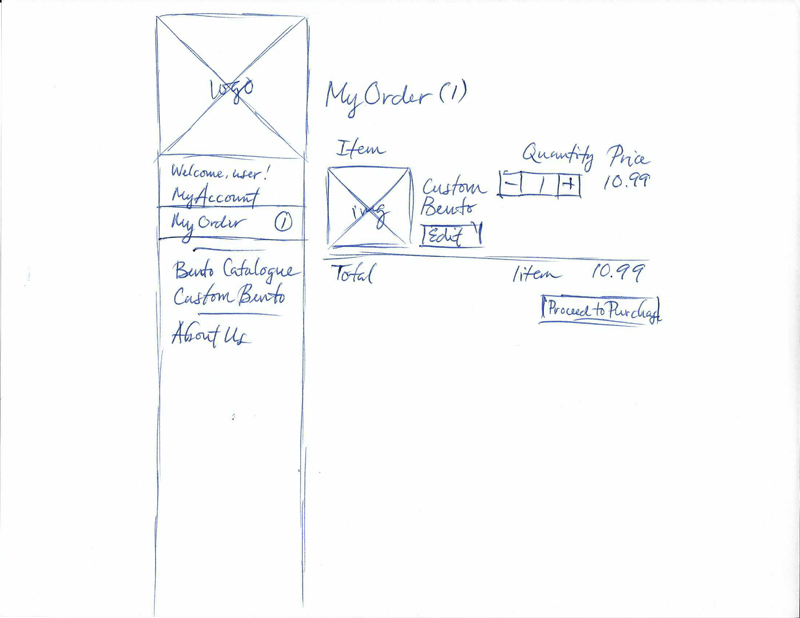 logo
Welcome, user!
My Account
My Order 1
Bento Catalogue
Custom Bento
About Us
My Order (1)
Item Quantity Price
img
Custom
Bento
Edit
- 1 + 10.99
Total 1 item 10.99
Proceed to Purchase